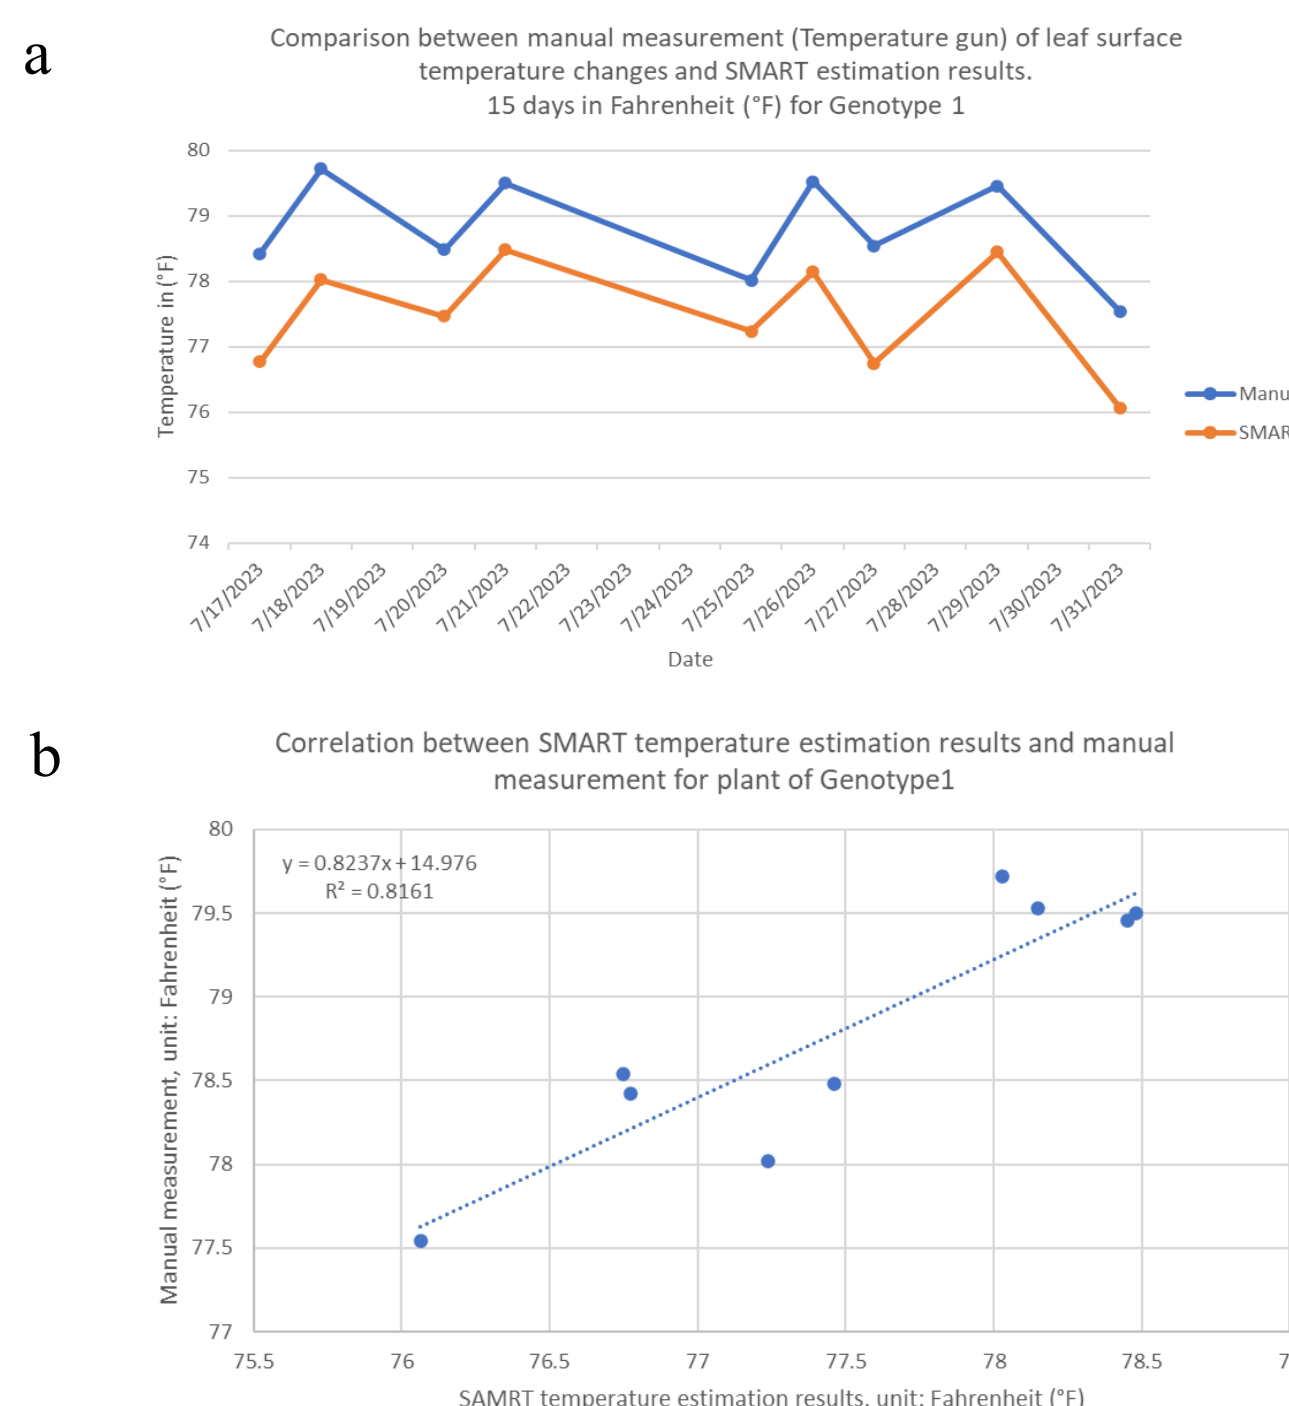 a
Comparison between manual measurement (Temperature gun) of leaf surface
temperature changes and SMART estimation results.
15 days in Fahrenheit (°F) for Genotype 1
Temperature in (°F)
80
79
78
77
76
75
74
7/17/2023
7/18/2023
7/19/2023
7/20/2023
7/21/2023
7/22/2023
7/23/2023
7/24/2023
7/25/2023
7/26/2023
7/27/2023
7/28/2023
7/29/2023
7/30/2023
7/31/2023
Date
Manu
SMAR
b
Correlation between SMART temperature estimation results and manual
measurement for plant of Genotype1
Manual measurement, unit: Fahrenheit (°F)
80
79.5
79
78.5
78
77.5
77
y = 0.8237x + 14.976
R² = 0.8161
75.5
76
76.5
77
77.5
78
78.5
7
SAMRT temperature estimation results, unit: Fahrenheit (°F)